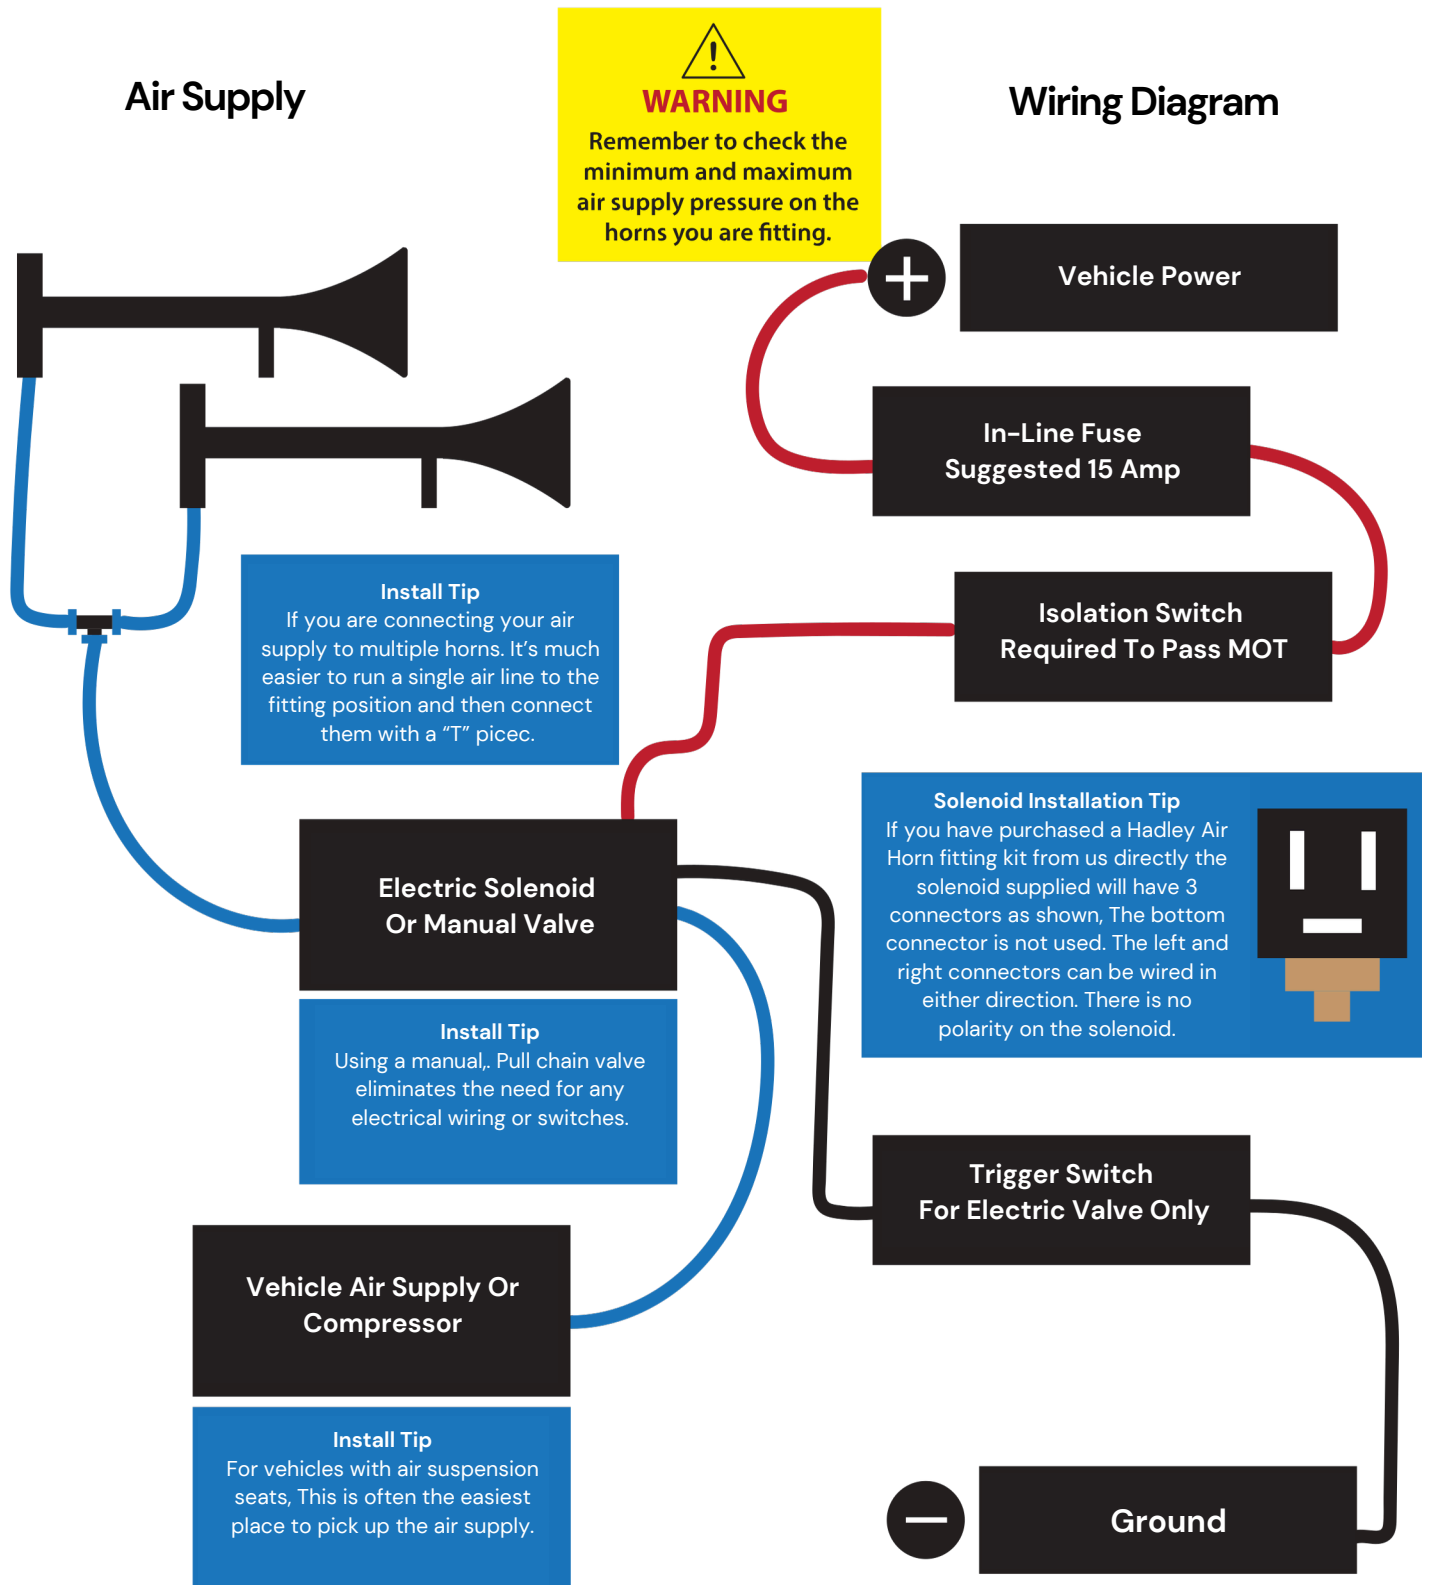 Air Supply
!
WARNING
Remember to check the
minimum and maximum
air supply pressure on the
horns you are fitting.
Wiring Diagram
Vehicle Power
In-Line Fuse
Suggested 15 Amp
Isolation Switch
Required To Pass MOT
Install Tip
If you are connecting your air
supply to multiple horns. It’s much
easier to run a single air line to the
fitting position and then connect
them with a “T” picec.
Solenoid Installation Tip
If you have purchased a Hadley Air
Horn fitting kit from us directly the
solenoid supplied will have 3
connectors as shown, The bottom
connector is not used. The left and
right connectors can be wired in
either direction. There is no
polarity on the solenoid.
Electric Solenoid
Or Manual Valve
Install Tip
Using a manual,. Pull chain valve
eliminates the need for any
electrical wiring or switches.
Trigger Switch
For Electric Valve Only
Vehicle Air Supply Or
Compressor
Install Tip
For vehicles with air suspension
seats, This is often the easiest
place to pick up the air supply.
Ground